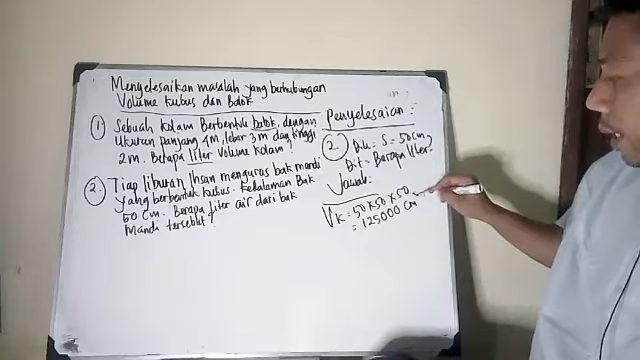 Menyelesaikan masalah yang berhubungan
Volume kubus dan Balok
1 Sebuah kolam Berbentuk balok, dengan
Ukuran panjang 4m, lebar 3m dan tinggi
2m. Berapa liter Volume kolam?
2. Tiap liburan Ihsan menguras bak mandi
yang berbentuk kubus. Kedalaman Bak
50 cm. Berapa liter air dari bak
Mandi tersebut?
Penyelesaian :
2 Dik : S = 50 cm
Dit = Berapa liter?
Jawab:
VK = 50 x 50 x 50
= 125000 cm